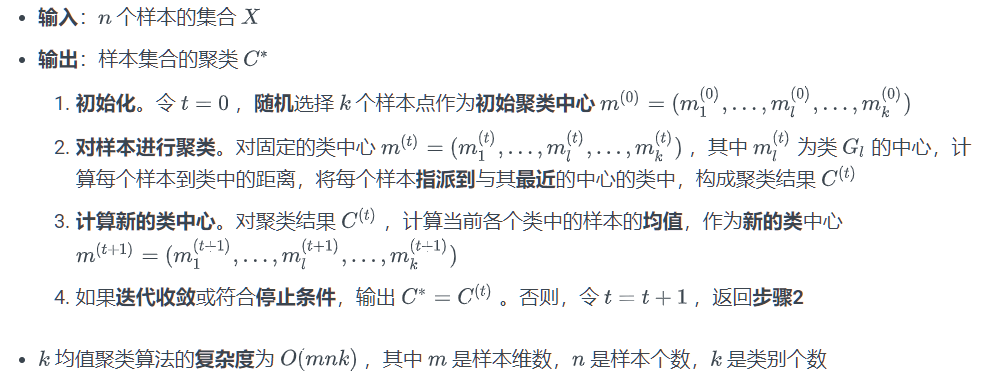 • 输入：n 个样本的集合 X
• 输出：样本集合的聚类 C*
1. 初始化。令 t = 0 ，随机选择 k 个样本点作为初始聚类中心 m^{(0)} = (m_1^{(0)}, ..., m_l^{(0)}, ..., m_k^{(0)})
2. 对样本进行聚类。对固定的类中心 m^{(t)} = (m_1^{(t)}, ..., m_l^{(t)}, ..., m_k^{(t)}) ，其中 m_l^{(t)} 为类 G_l 的中心，计
算每个样本到类中的距离，将每个样本指派到与其最近的中心的类中，构成聚类结果 C^{(t)}
3. 计算新的类中心。对聚类结果 C^{(t)} ，计算当前各个类中的样本的均值，作为新的类中心
m^{(t+1)} = (m_1^{(t+1)}, ..., m_l^{(t+1)}, ..., m_k^{(t+1)})
4. 如果迭代收敛或符合停止条件，输出 C* = C^{(t)} 。否则，令 t = t + 1 ，返回步骤2
• k 均值聚类算法的复杂度为 O(mnk) ，其中 m 是样本维数，n 是样本个数，k 是类别个数